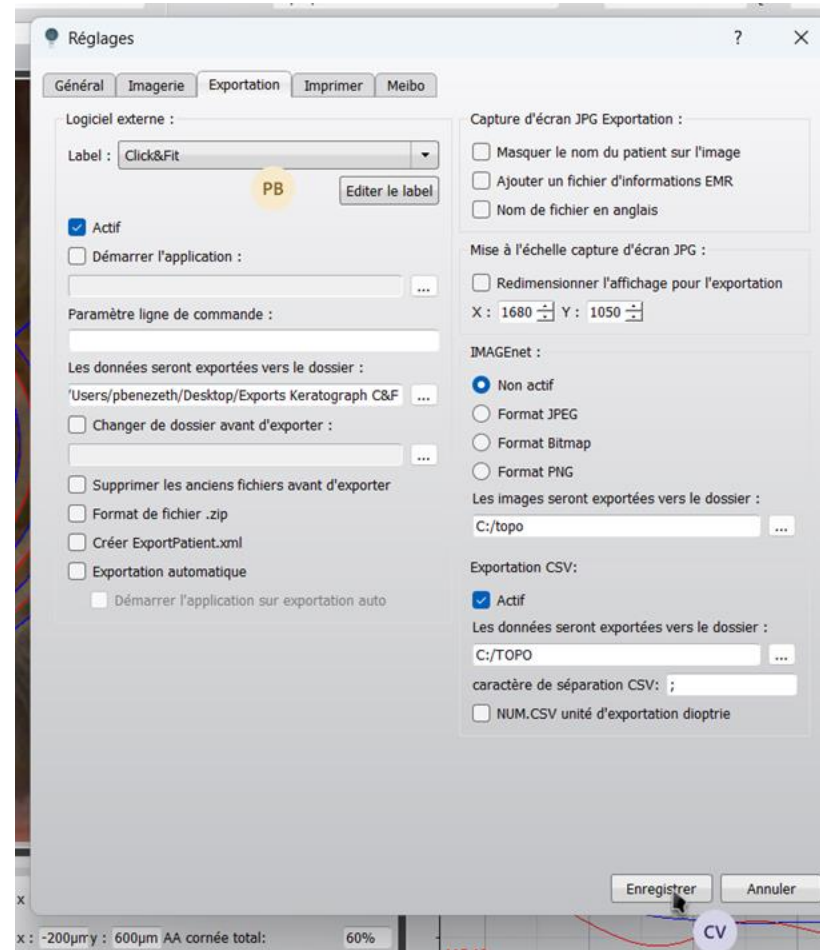 Réglages
?
Général Imagerie Exportation Imprimer Meibo
Logiciel externe :
Label : Click&Fit
PB
Editer le label
Actif
Démarrer l'application :
...
Paramètre ligne de commande :
Les données seront exportées vers le dossier :
'Users/pbenezeth/Desktop/Exports Keratograph C&F ...
Changer de dossier avant d'exporter :
...
Supprimer les anciens fichiers avant d'exporter
Format de fichier .zip
Créer ExportPatient.xml
Exportation automatique
Démarrer l'application sur exportation auto
Capture d'écran JPG Exportation :
Masquer le nom du patient sur l'image
Ajouter un fichier d'informations EMR
Nom de fichier en anglais
Mise à l'échelle capture d'écran JPG :
Redimensionner l'affichage pour l'exportation
X : 1680 Y : 1050
IMAGEnet :
Non actif
Format JPEG
Format Bitmap
Format PNG
Les images seront exportées vers le dossier :
C:/topo ...
Exportation CSV:
Actif
Les données seront exportées vers le dossier :
C:/TOPO ...
caractère de séparation CSV: ;
NUM.CSV unité d'exportation dioptrie
Enregistrer Annuler
CV
x
x : -200µm y : 600µm AA cornée total: 60%